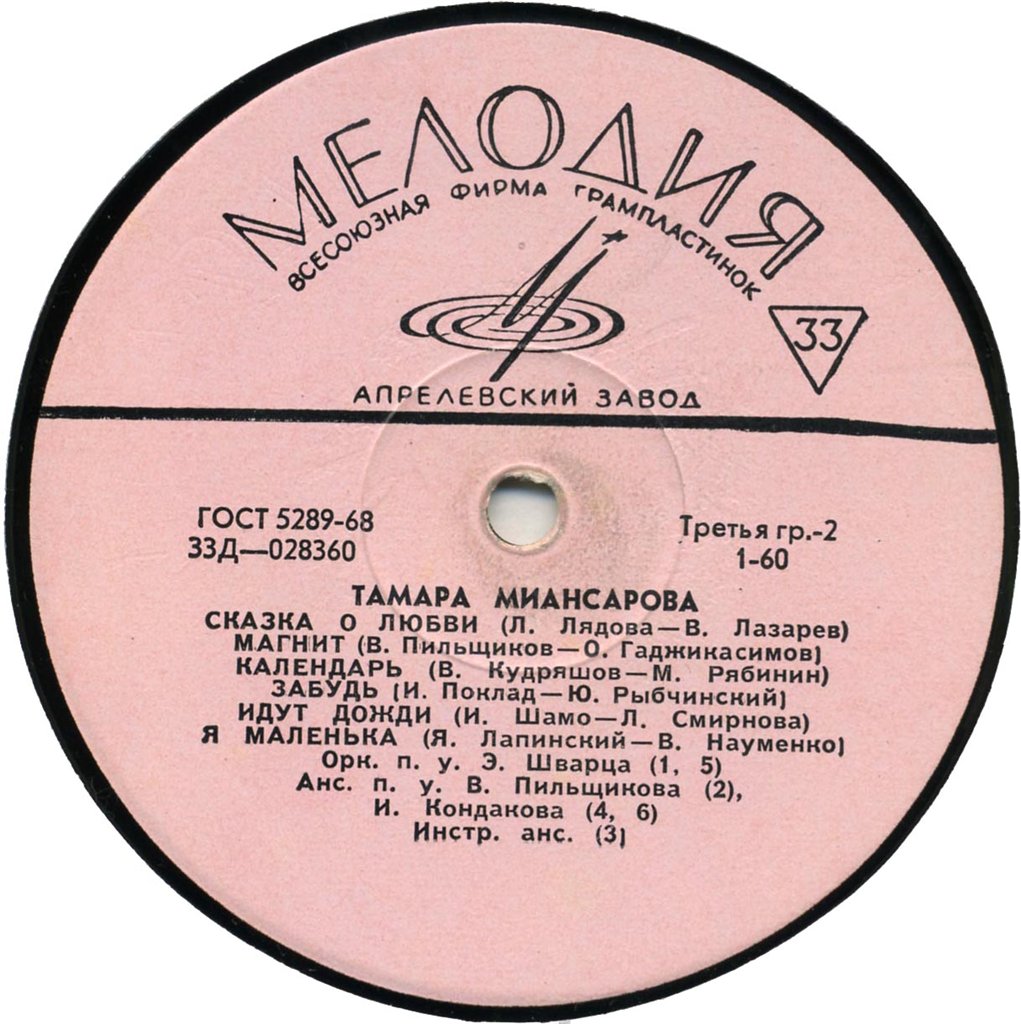 МЕЛОДИЯ
ВСЕСОЮЗНАЯ ФИРМА ГРАМПЛАСТИНОК
33
АПРЕЛЕВСКИЙ ЗАВОД
ГОСТ 5289-68
33Д—028360
Третья гр.-2
1-60
ТАМАРА МИАНСАРОВА
СКАЗКА О ЛЮБВИ (Л. Лядова—В. Лазарев)
МАГНИТ (В. Пильщиков—О. Гаджикасимов)
КАЛЕНДАРЬ (В. Кудряшов—М. Рябинин)
ЗАБУДЬ (И. Поклад—Ю. Рыбчинский)
ИДУТ ДОЖДИ (И. Шамо—Л. Смирнова)
Я МАЛЕНЬКА (Я. Лапинский—В. Науменко)
Орк. п. у. Э. Шварца (1, 5)
Анс. п. у. В. Пильщикова (2),
И. Кондакова (4, 6)
Инстр. анс. (3)